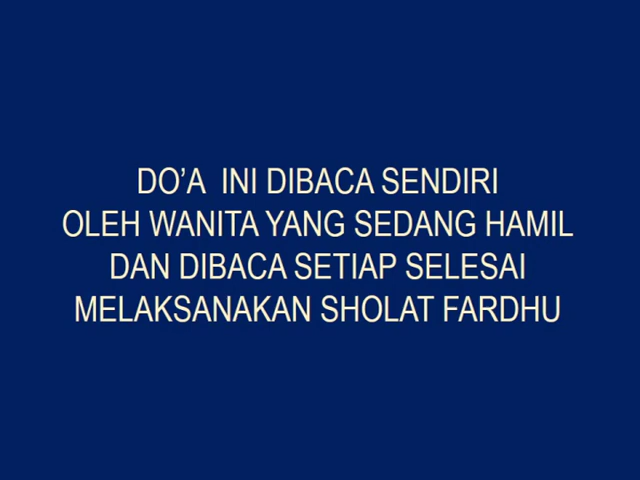 DO’A  INI DIBACA SENDIRI
OLEH WANITA YANG SEDANG HAMIL
DAN DIBACA SETIAP SELESAI
MELAKSANAKAN SHOLAT FARDHU